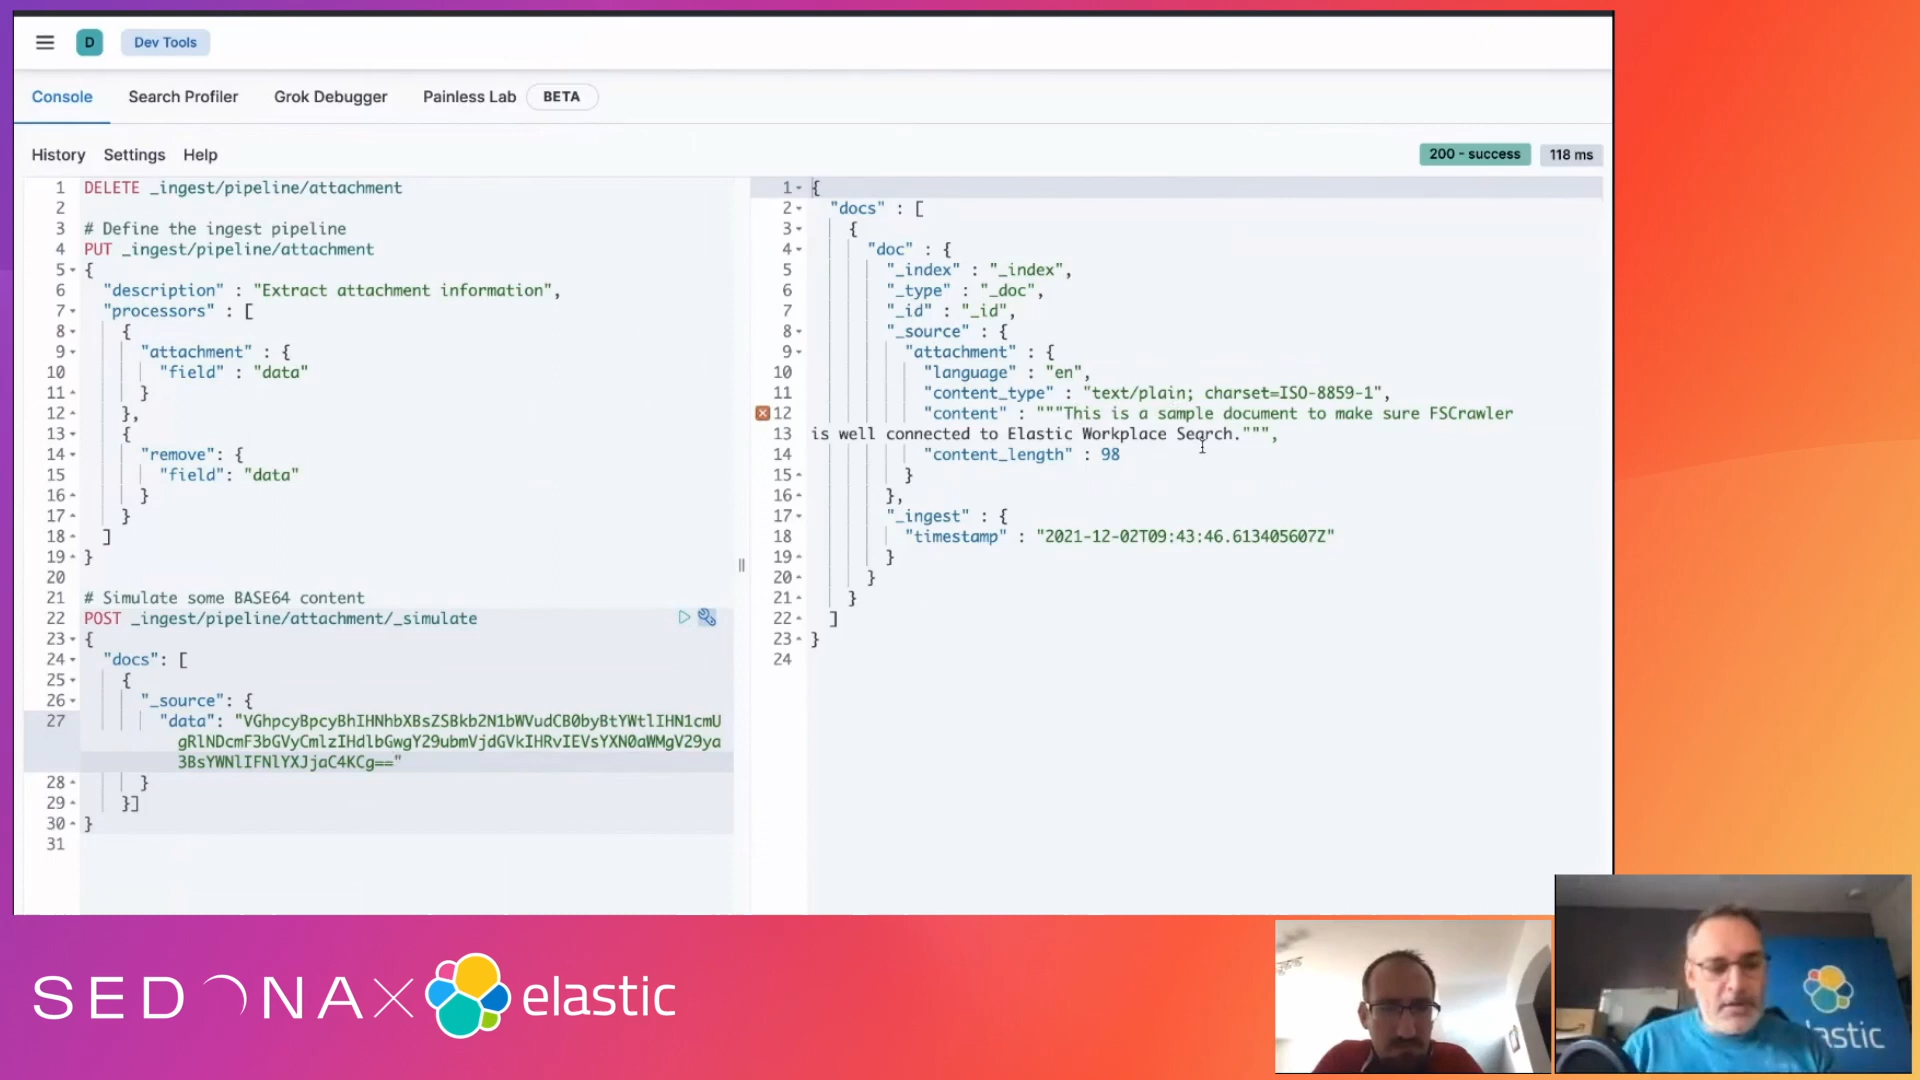 D Dev Tools
Console Search Profiler Grok Debugger Painless Lab BETA
History Settings Help 200 - success 118 ms
1 DELETE _ingest/pipeline/attachment
2
3 # Define the ingest pipeline
4 PUT _ingest/pipeline/attachment
5 {
6 "description" : "Extract attachment information",
7 "processors" : [
8 {
9 "attachment" : {
10 "field" : "data"
11 }
12 },
13 {
14 "remove": {
15 "field": "data"
16 }
17 }
18 ]
19 }
20
21 # Simulate some BASE64 content
22 POST _ingest/pipeline/attachment/_simulate
23 {
24 "docs": [
25 {
26 "_source": {
27 "data": "VGhpcyBpcyBhIHNhbXBsZSBkb2N1bWVudCB0byBtYWtlIHN1cmU
gRlNDcmF3bGVyCmlzIHdlbGwgY29ubmVjdGVkIHRvIEVsYXN0aWMgV29ya
3BsYWNlIFNlYXJjaC4KCg=="
28 }
29 }]
30 }
31
1 {
2 "docs" : [
3 {
4 "doc" : {
5 "_index" : "_index",
6 "_type" : "_doc",
7 "_id" : "_id",
8 "_source" : {
9 "attachment" : {
10 "language" : "en",
11 "content_type" : "text/plain; charset=ISO-8859-1",
12 "content" : """This is a sample document to make sure FSCrawler
13 is well connected to Elastic Workplace Search.""",
14 "content_length" : 98
15 }
16 },
17 "_ingest" : {
18 "timestamp" : "2021-12-02T09:43:46.613405607Z"
19 }
20 }
21 }
22 ]
23 }
24
SEDONA X elastic
elastic